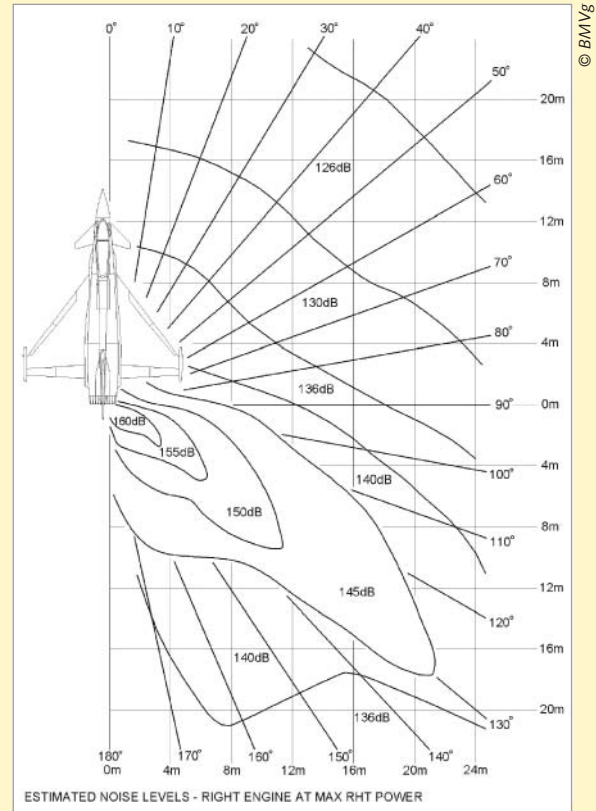 © BMVg
0° 10° 20° 30° 40°
50°
20m
126dB
16m
60°
12m
70°
130dB
8m
80°
4m
136dB
90° 0m
160dB
155dB
100° 4m
140dB
150dB
110° 8m
145dB
12m
120°
140dB
16m
136dB
20m
130°
180° 170° 160° 150° 140°
0m 4m 8m 12m 16m 20m 24m
ESTIMATED NOISE LEVELS - RIGHT ENGINE AT MAX RHT POWER